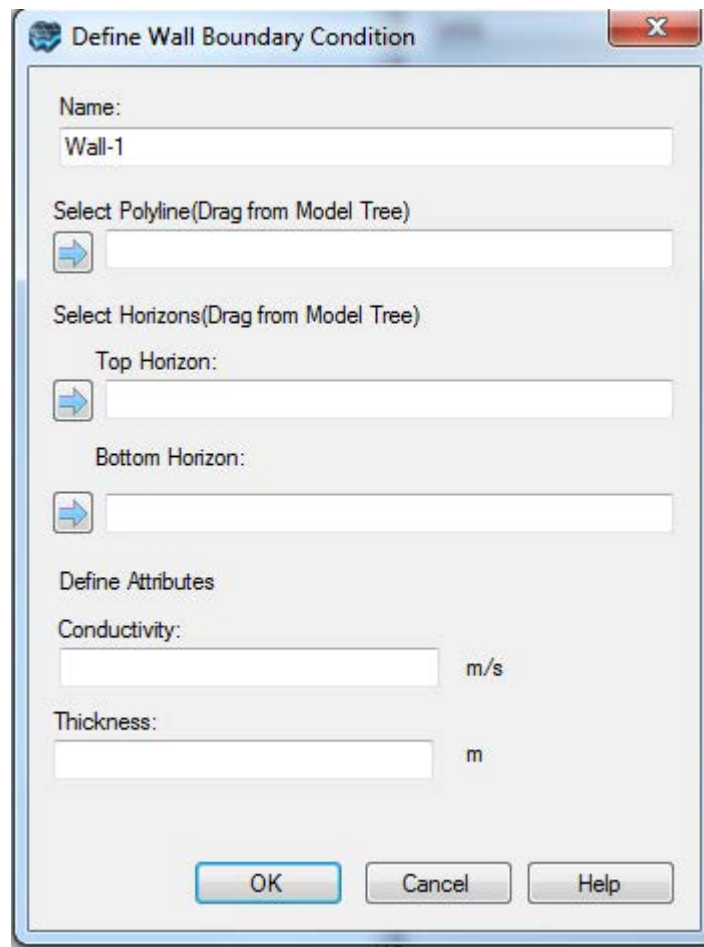 Define Wall Boundary Condition
Name:
Wall-1
Select Polyline(Drag from Model Tree)
Select Horizons(Drag from Model Tree)
Top Horizon:
Bottom Horizon:
Define Attributes
Conductivity:
m/s
Thickness:
m
OK Cancel Help